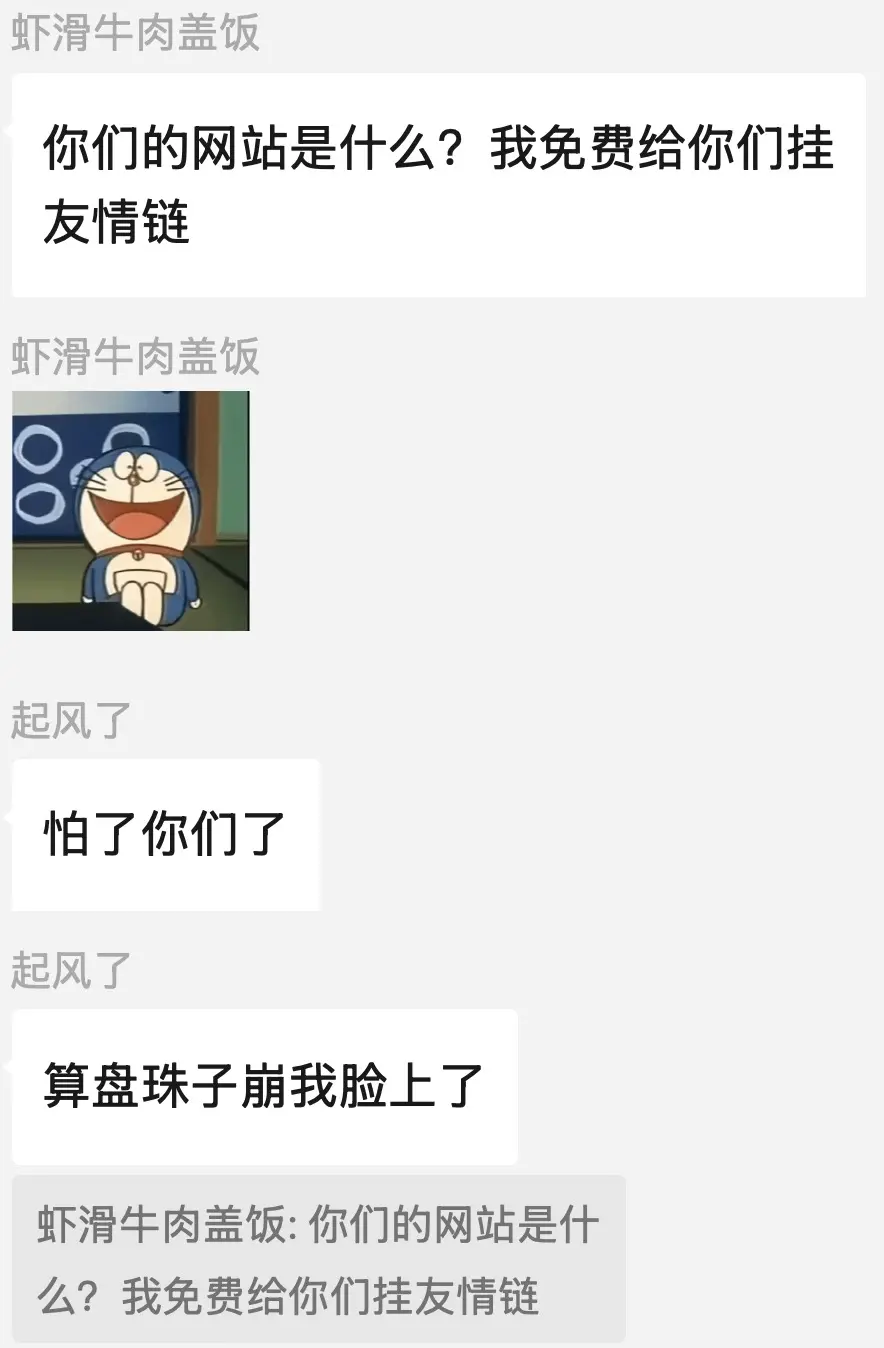 虾滑牛肉盖饭
你们的网站是什么？我免费给你们挂
友情链
虾滑牛肉盖饭
起风了
怕了你们了
起风了
算盘珠子崩我脸上了
虾滑牛肉盖饭: 你们的网站是什
么？我免费给你们挂友情链